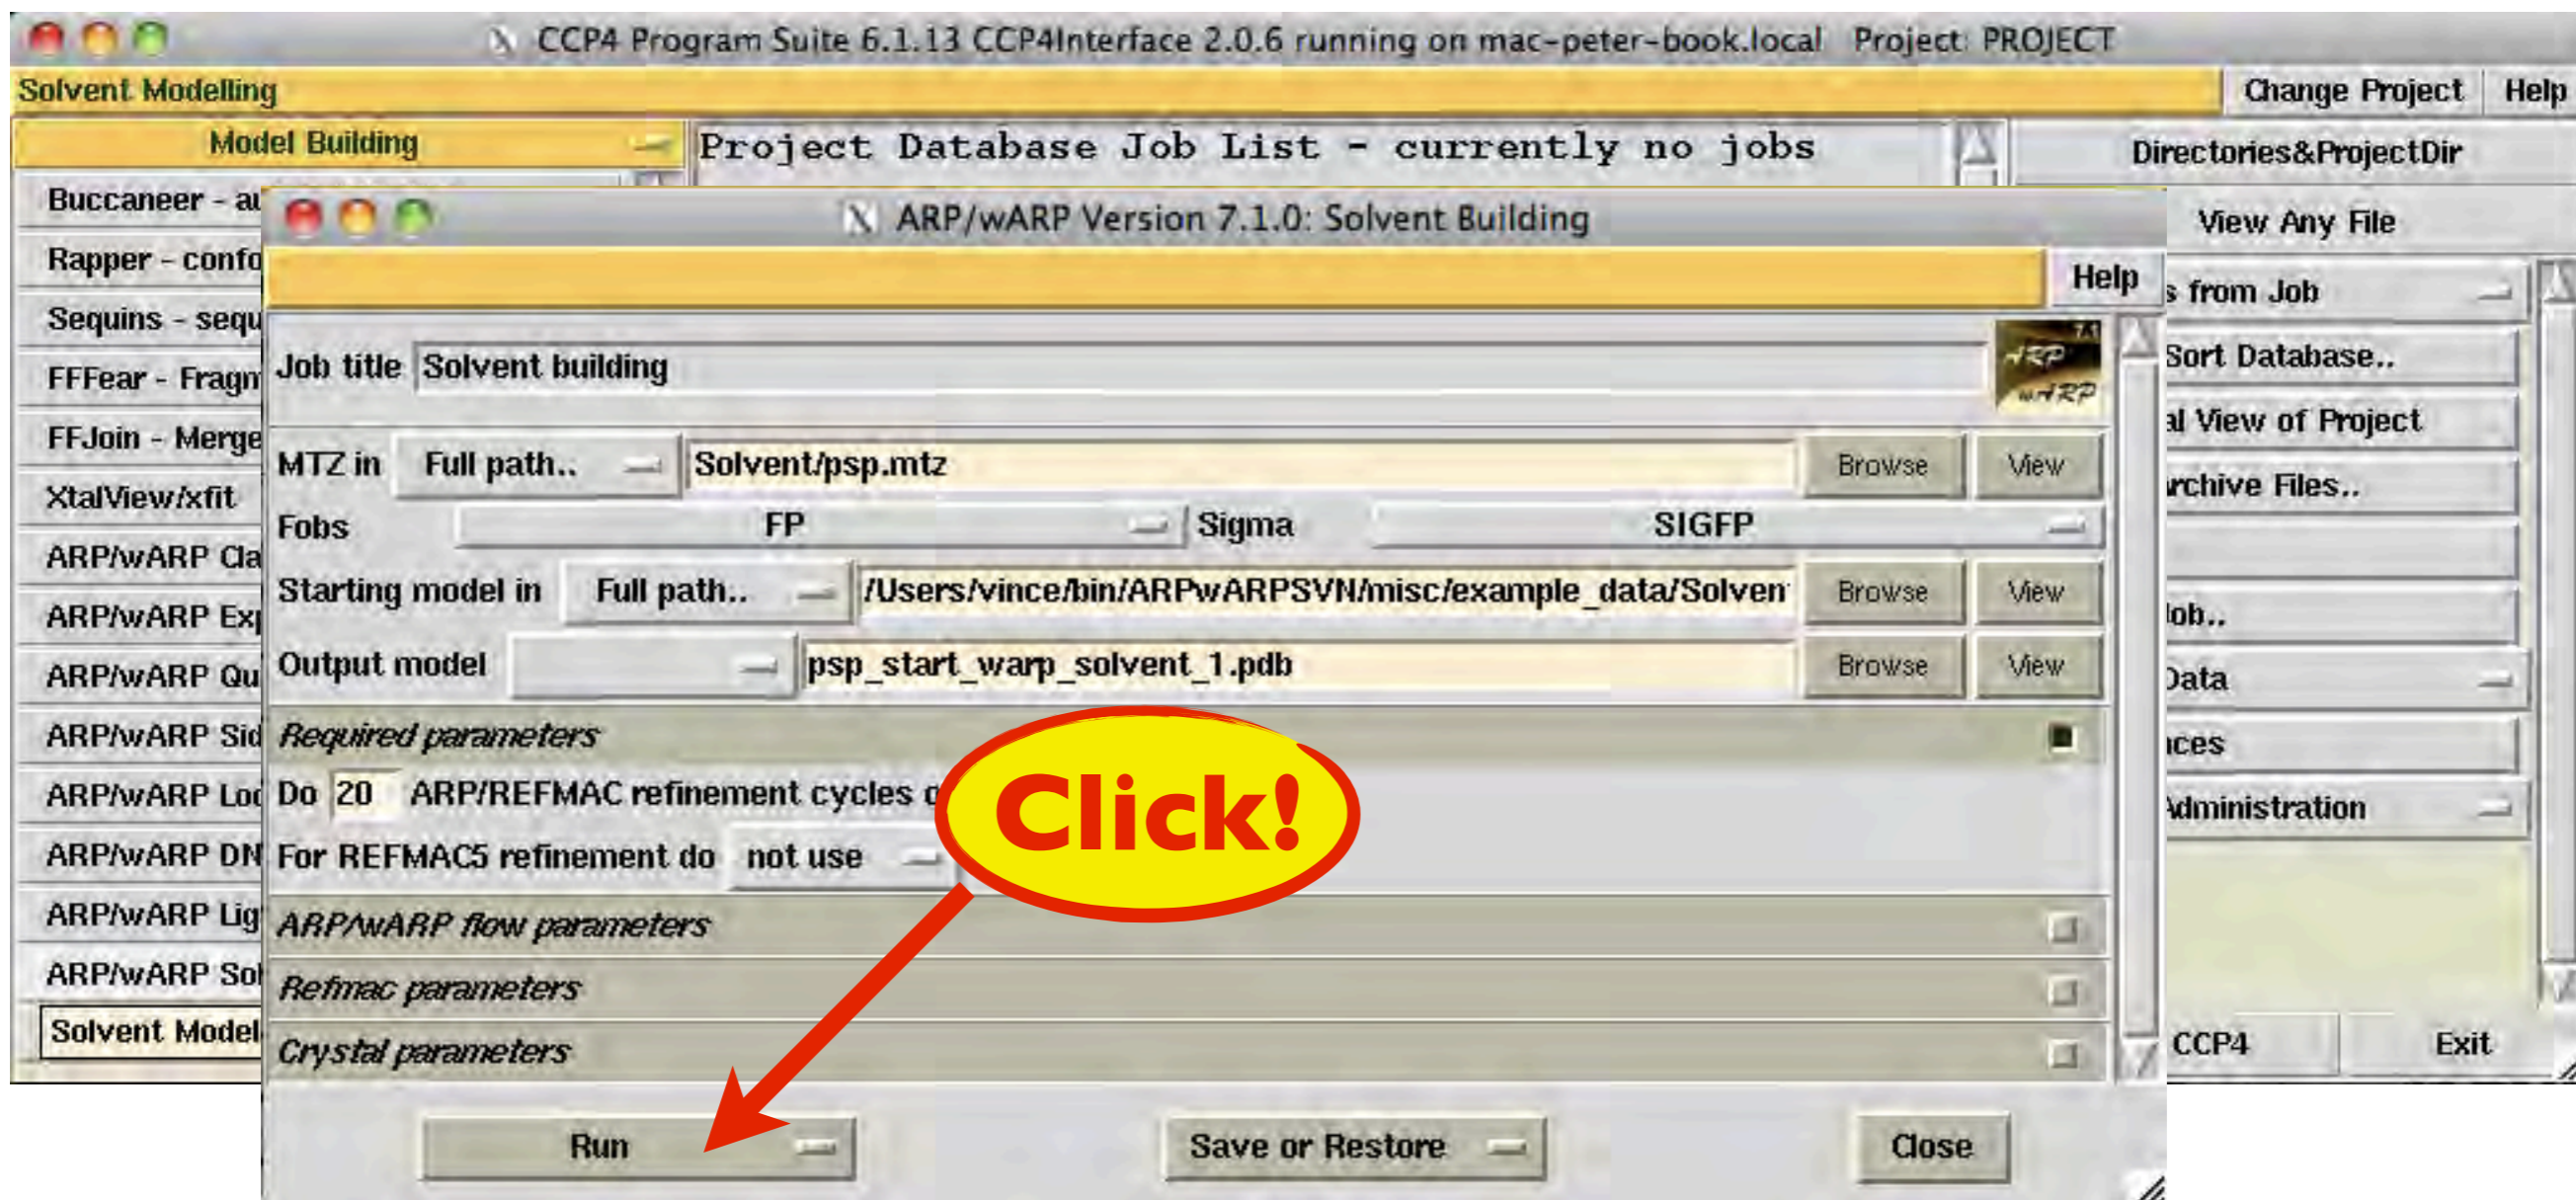 X CCP4 Program Suite 6.1.13 CCP4Interface 2.0.6 running on mac-peter-book.local Project: PROJECT
Solvent Modelling
Change Project Help
Model Building
Project Database Job List - currently no jobs
Directories&ProjectDir
View Any File
Buccaneer - au
Rapper - confo
Sequins - sequ
FFFear - Fragm
FFJoin - Merge
XtalView/xfit
ARP/wARP Cla
ARP/wARP Exp
ARP/wARP Qu
ARP/wARP Sid
ARP/wARP Loo
ARP/wARP DN
ARP/wARP Lig
ARP/wARP Sol
Solvent Model
X ARP/wARP Version 7.1.0: Solvent Building
Help
Job title Solvent building
ARP
wARP
MTZ in Full path.. Solvent/psp.mtz Browse View
Fobs FP Sigma SIGFP
Starting model in Full path.. /Users/vince/bin/ARPwARPSVN/misc/example_data/Solven Browse View
Output model psp_start_warp_solvent_1.pdb Browse View
Required parameters
Do 20 ARP/REFMAC refinement cycles
For REFMAC5 refinement do not use
Click!
ARP/wARP flow parameters
Refmac parameters
Crystal parameters
Run Save or Restore Close
s from Job
Sort Database..
al View of Project
rchive Files..
Job..
Data
nces
Administration
CCP4 Exit